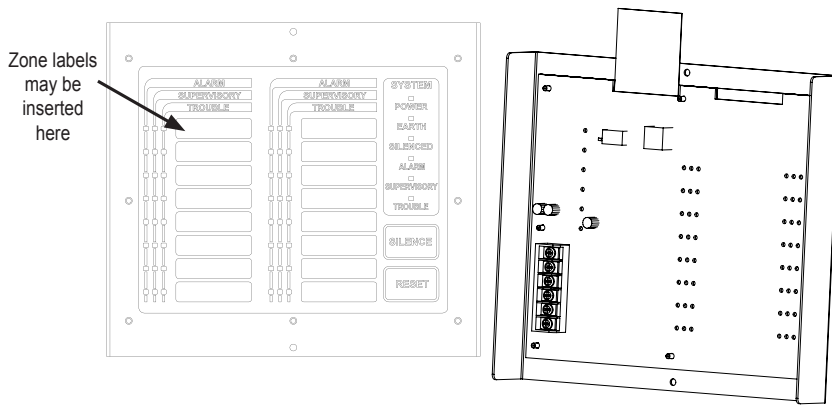 Zone labels
may be
inserted
here
ALARM
SUPERVISORY
TROUBLE
ALARM
SUPERVISORY
TROUBLE
SYSTEM
POWER
EARTH
SILENCED
ALARM
SUPERVISORY
TROUBLE
SILENCE
RESET